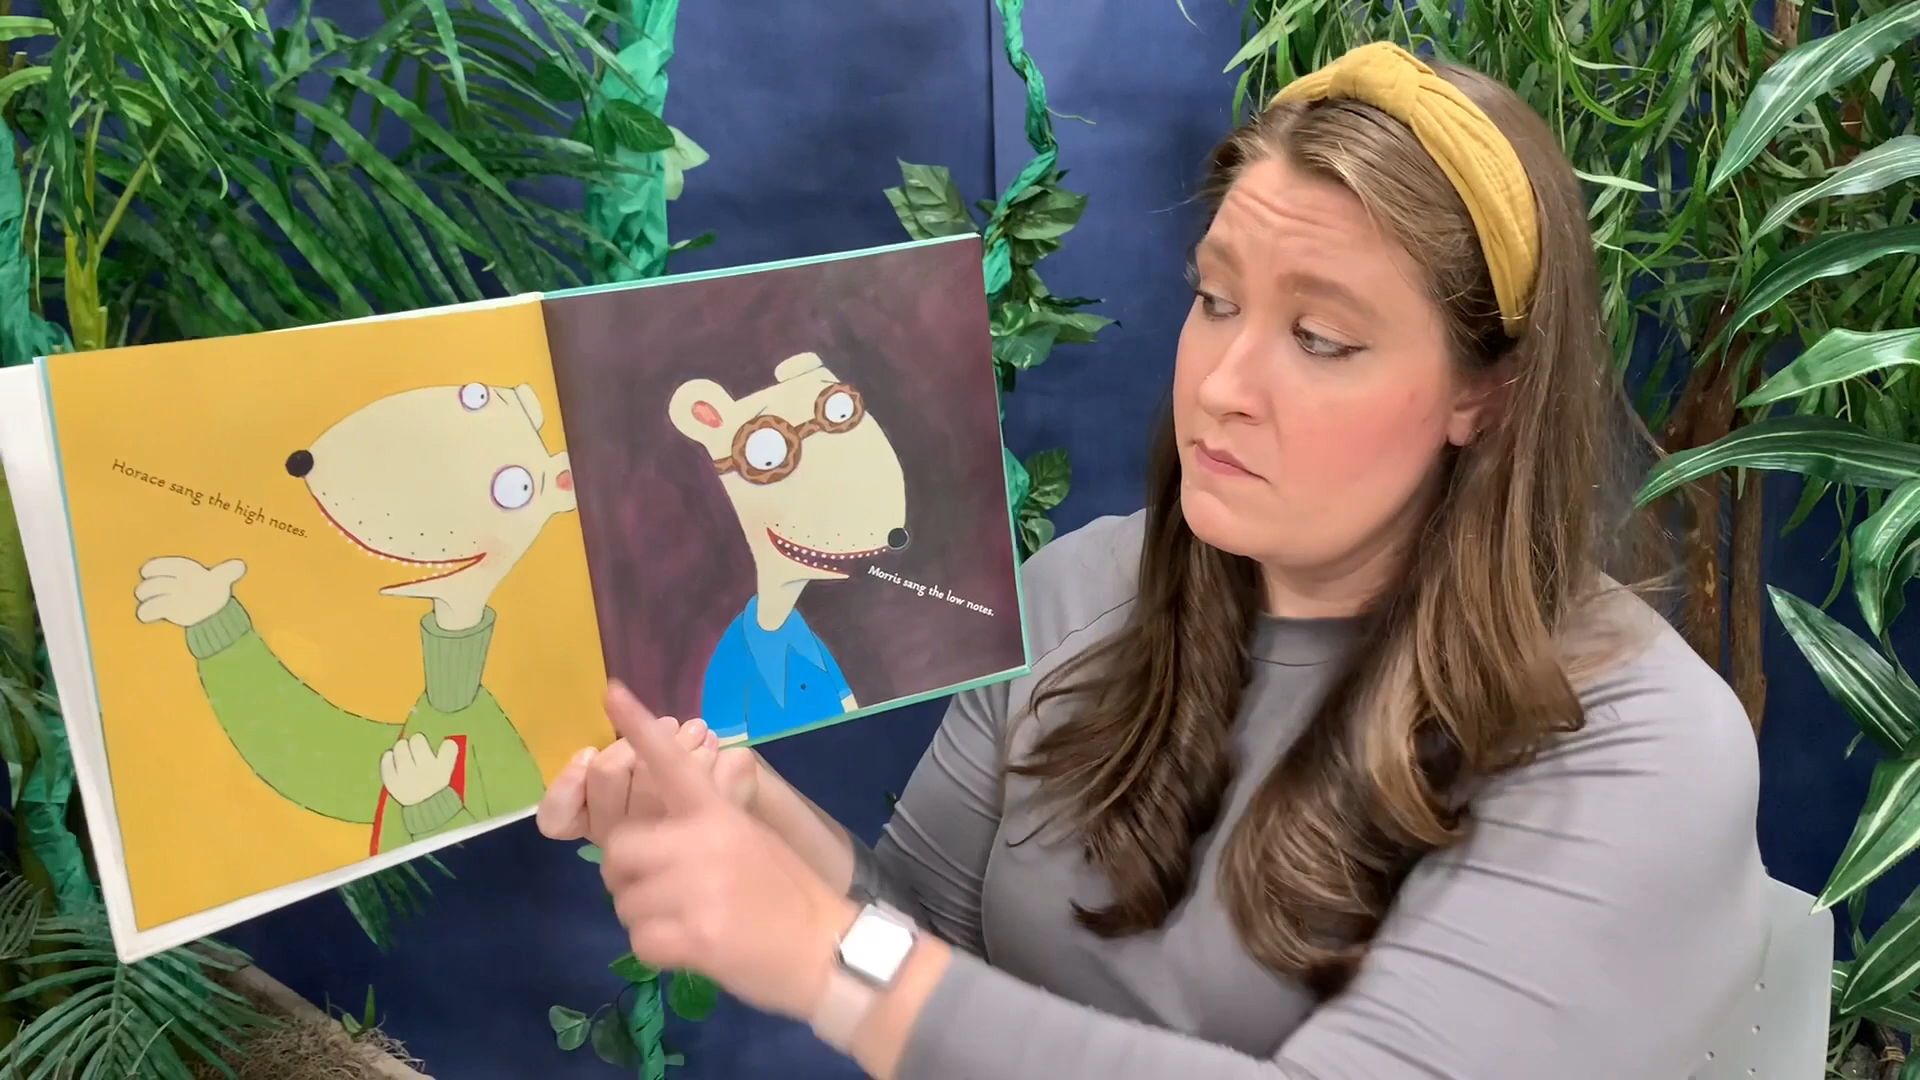 Horace sang the high notes.
Morris sang the low notes.